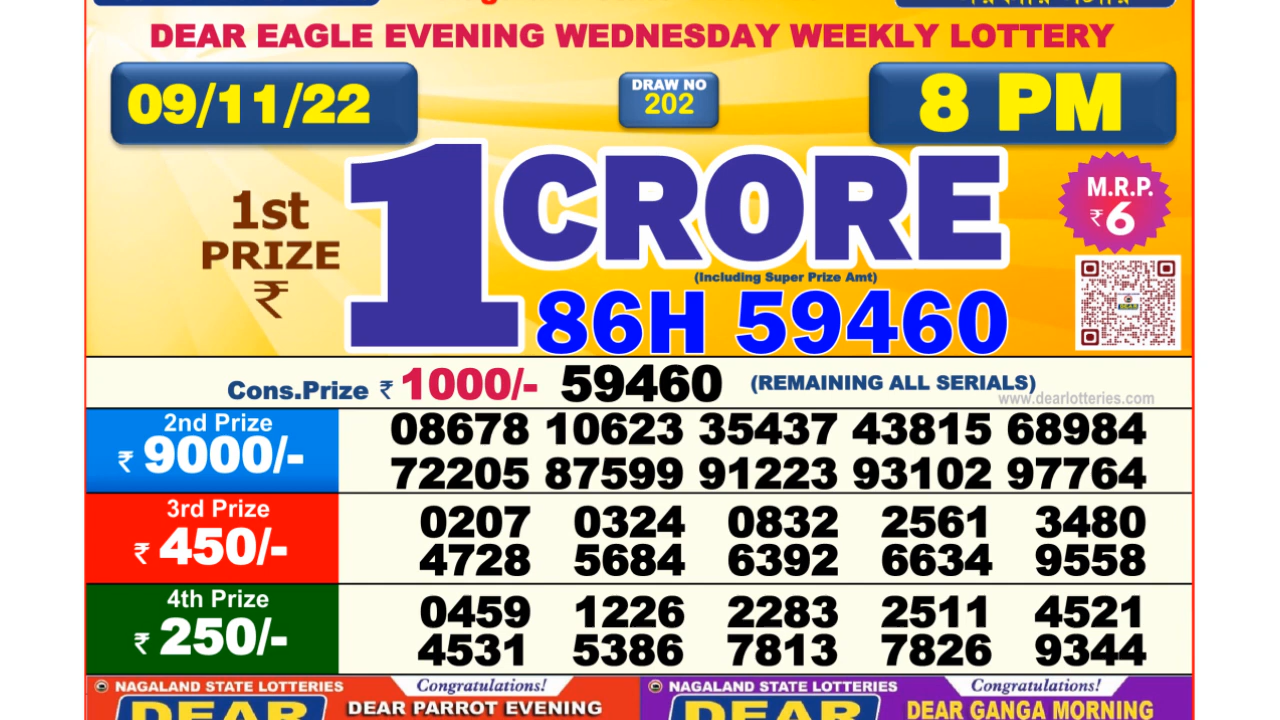 DEAR EAGLE EVENING WEDNESDAY WEEKLY LOTTERY
09/11/22
DRAW NO
202
8 PM
1st
PRIZE
₹
1 CRORE
(Including Super Prize Amt)
86H 59460
M.R.P.
₹ 6
Cons.Prize ₹ 1000/- 59460 (REMAINING ALL SERIALS)
www.dearlotteries.com
2nd Prize
₹ 9000/-
08678 10623 35437 43815 68984
72205 87599 91223 93102 97764
3rd Prize
₹ 450/-
0207 0324 0832 2561 3480
4728 5684 6392 6634 9558
4th Prize
₹ 250/-
0459 1226 2283 2511 4521
4531 5386 7813 7826 9344
NAGALAND STATE LOTTERIES Congratulations!
DEAR DEAR PARROT EVENING
NAGALAND STATE LOTTERIES Congratulations!
DEAR DEAR GANGA MORNING